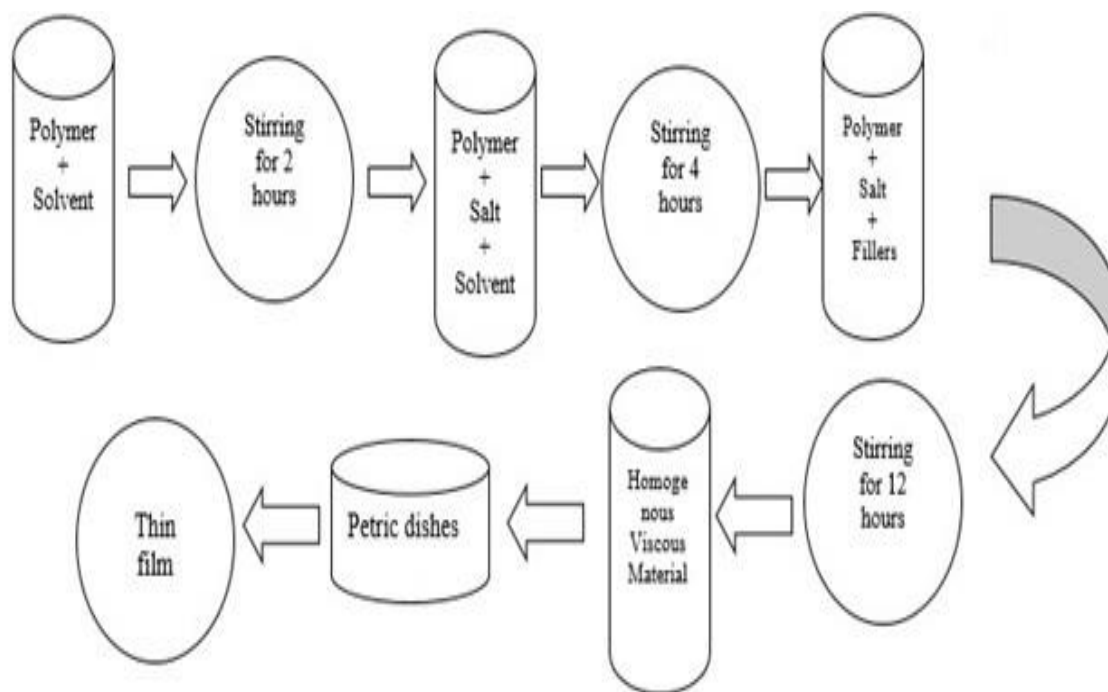 Polymer
+
Solvent
Stirring
for 2
hours
Polymer
+
Salt
+
Solvent
Stirring
for 4
hours
Polymer
+
Salt
+
Fillers
Stirring
for 12
hours
Homoge
nous
Viscous
Material
Petric dishes
Thin
film